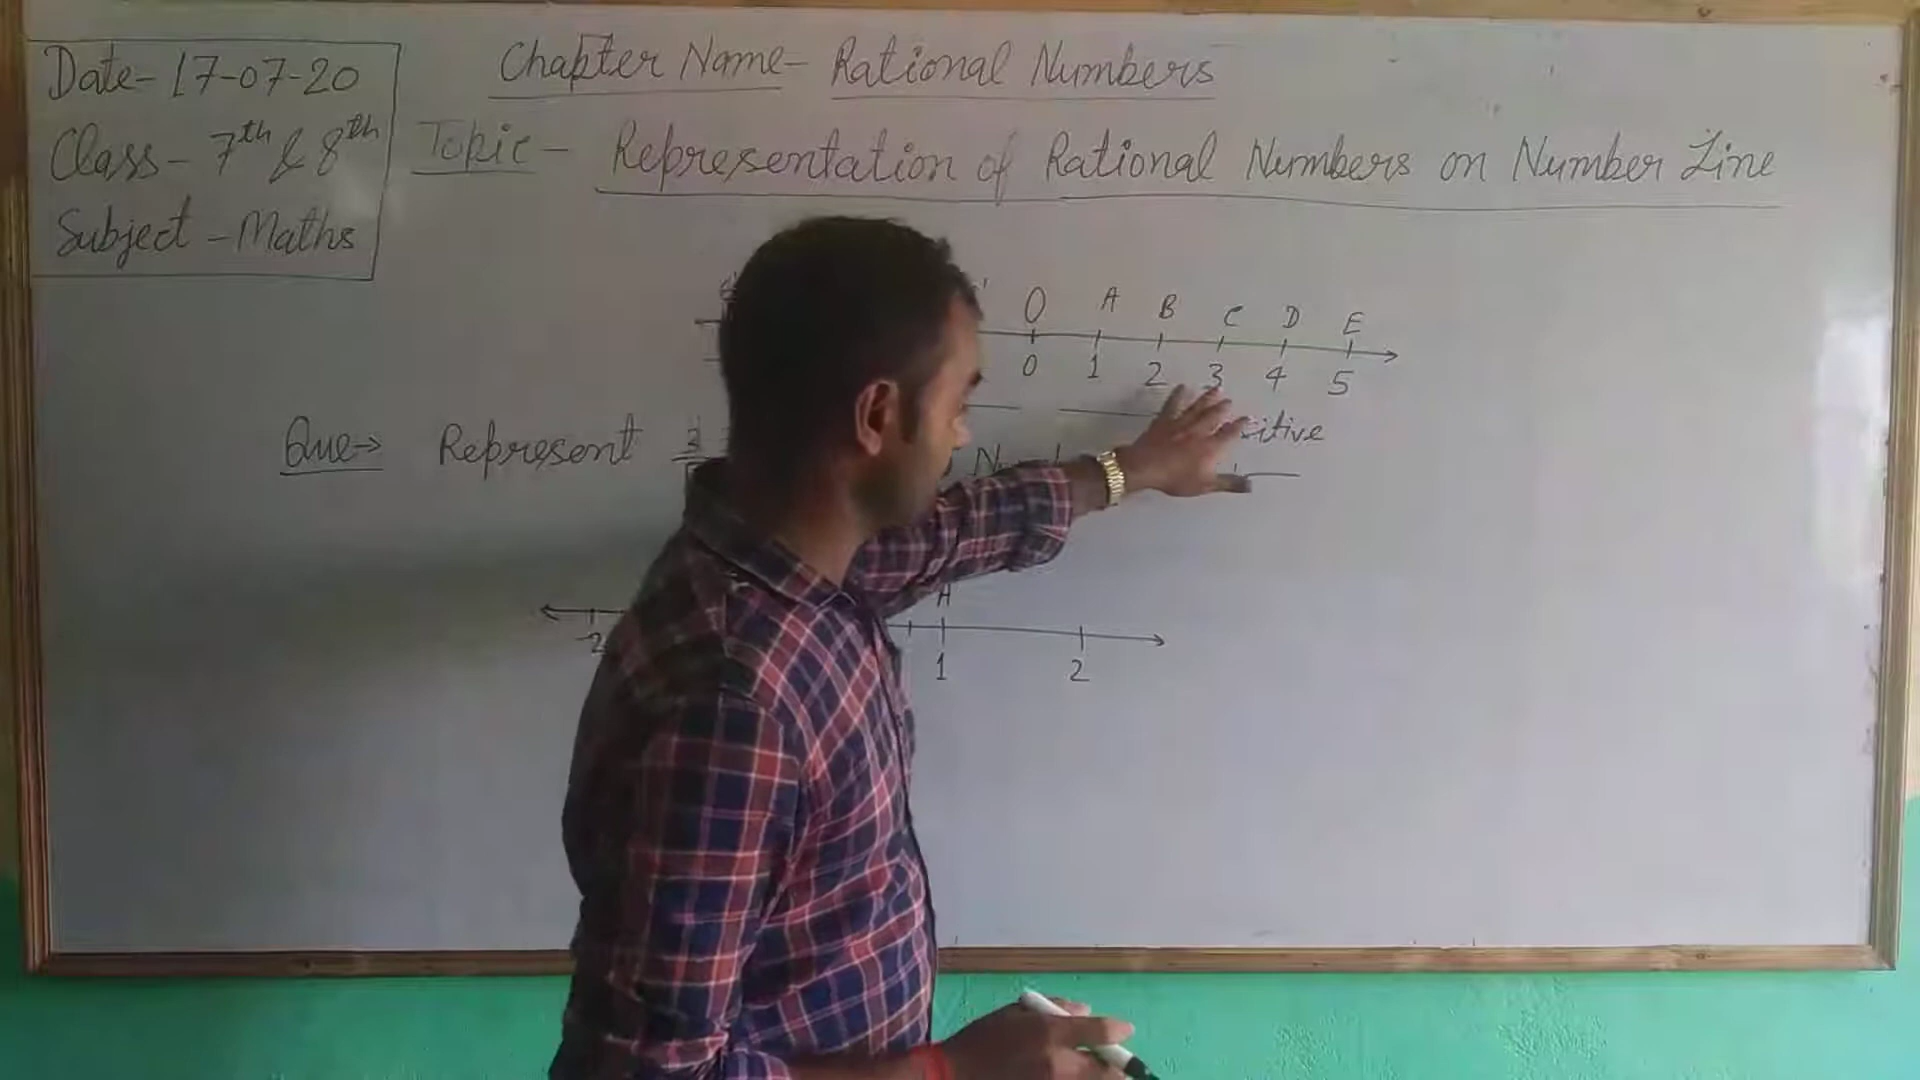 Date- 17-07-20
Class- 7th & 8th
Subject - Maths
Chapter Name- Rational Numbers
Topic- Representation of Rational Numbers on Number Line
O A B C D E
0 1 2 3 4 5
Que→ Represent
A
-2 1 2